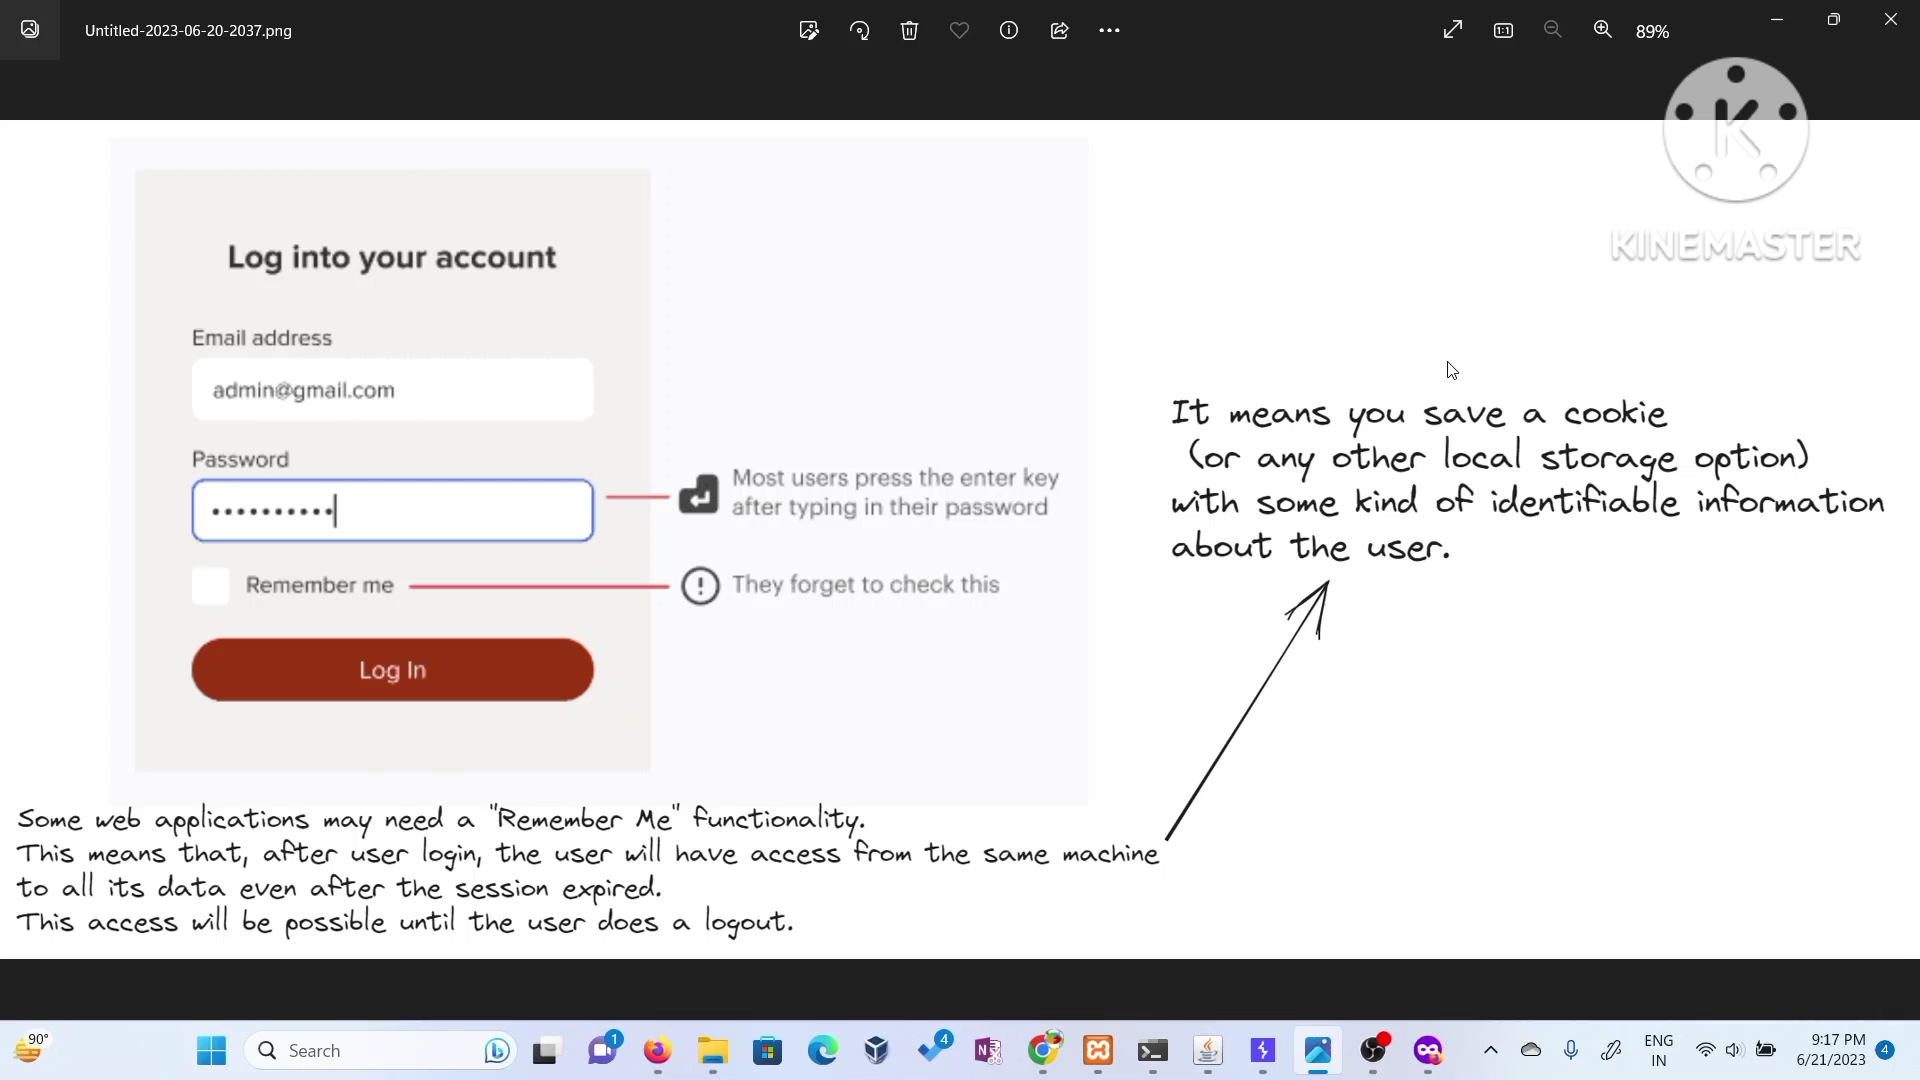 Untitled-2023-06-20-2037.png
1:1
89%
K
KINEMASTER
Log into your account
Email address
admin@gmail.com
Password
Most users press the enter key
after typing in their password
Remember me
They forget to check this
Log In
It means you save a cookie
(or any other local storage option)
with some kind of identifiable information
about the user.
Some web applications may need a "Remember Me" functionality.
This means that, after user login, the user will have access from the same machine
to all its data even after the session expired.
This access will be possible until the user does a logout.
90°
Search
1
4
N
ENG
IN
9:17 PM
6/21/2023
4